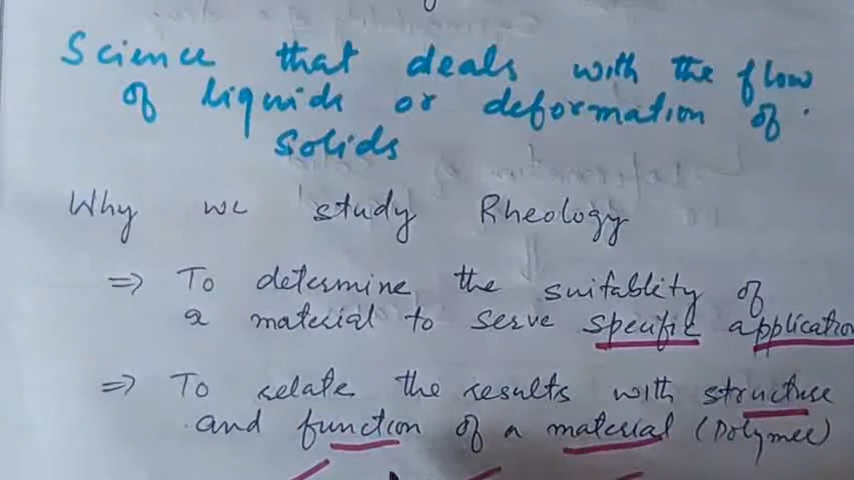 Science that deals with the flow
of liquids or deformation of
solids
Why we study Rheology
⇒ To determine the suitablity of
a material to serve specific application
⇒ To relate the results with structure
and function of a material (Polymer)